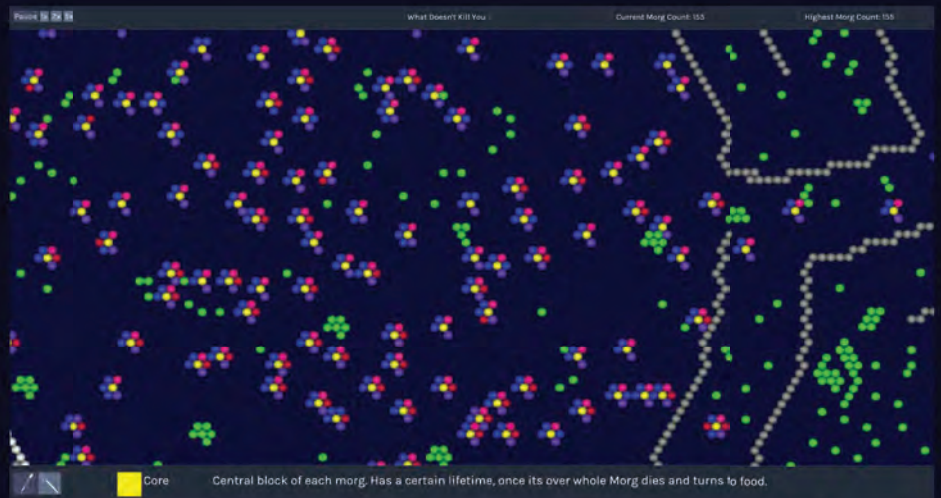 Pause 1x 2x 5x
What Doesn't Kill You
Current Morg Count: 155
Highest Morg Count: 155
Core
Central block of each morg. Has a certain lifetime, once its over whole Morg dies and turns to food.